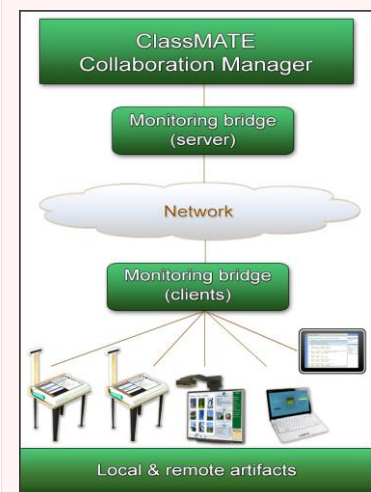 ClassMATE
Collaboration Manager
Monitoring bridge
(server)
Network
Monitoring bridge
(clients)
Local & remote artifacts